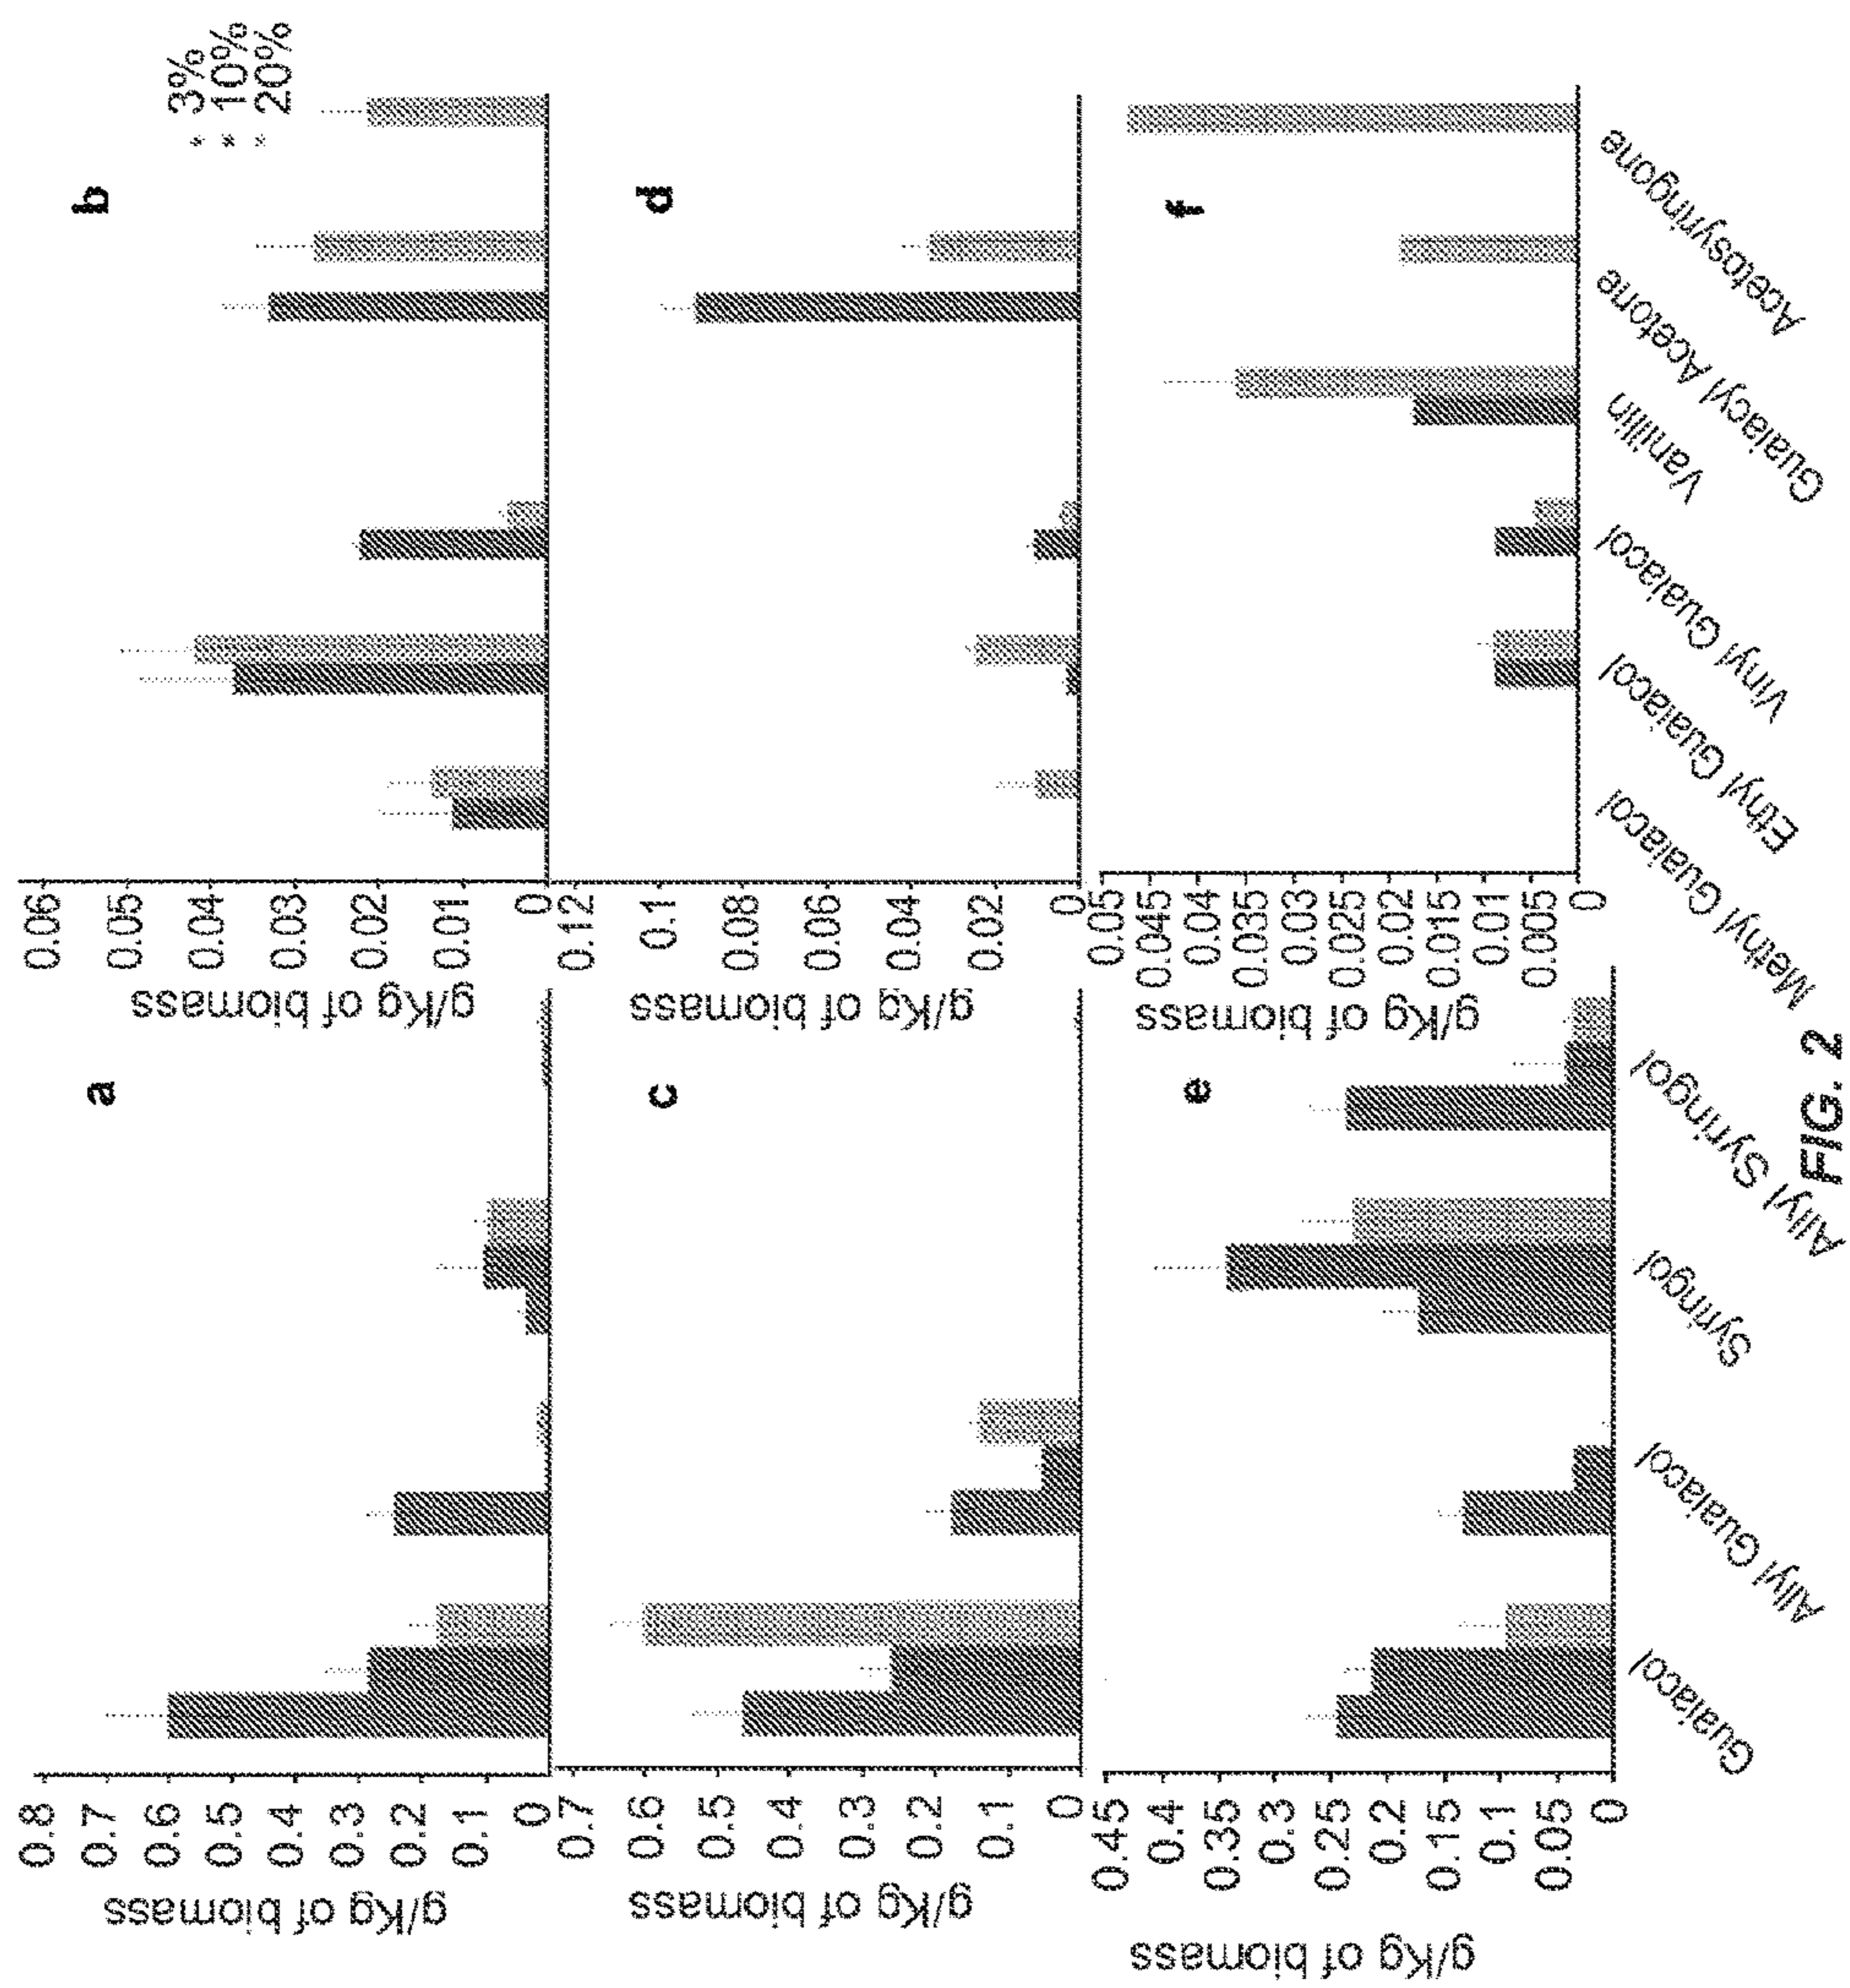 a
g/Kg of biomass
0.8
0.7
0.6
0.5
0.4
0.3
0.2
0.1
0
b
3%
10%
20%
g/Kg of biomass
0.06
0.05
0.04
0.03
0.02
0.01
0
c
g/Kg of biomass
0.7
0.6
0.5
0.4
0.3
0.2
0.1
0
d
g/Kg of biomass
0.12
0.1
0.08
0.06
0.04
0.02
0
e
g/Kg of biomass
0.45
0.4
0.35
0.3
0.25
0.2
0.15
0.1
0.05
0
Guaiacol
Allyl Guaiacol
Syringol
Allyl Syringol
f
g/Kg of biomass
0.05
0.045
0.04
0.035
0.03
0.025
0.02
0.015
0.01
0.005
0
Methyl Guaiacol
Ethyl Guaiacol
Vinyl Guaiacol
Vanillin
Guaiacyl Acetone
Acetosyringone
FIG. 2